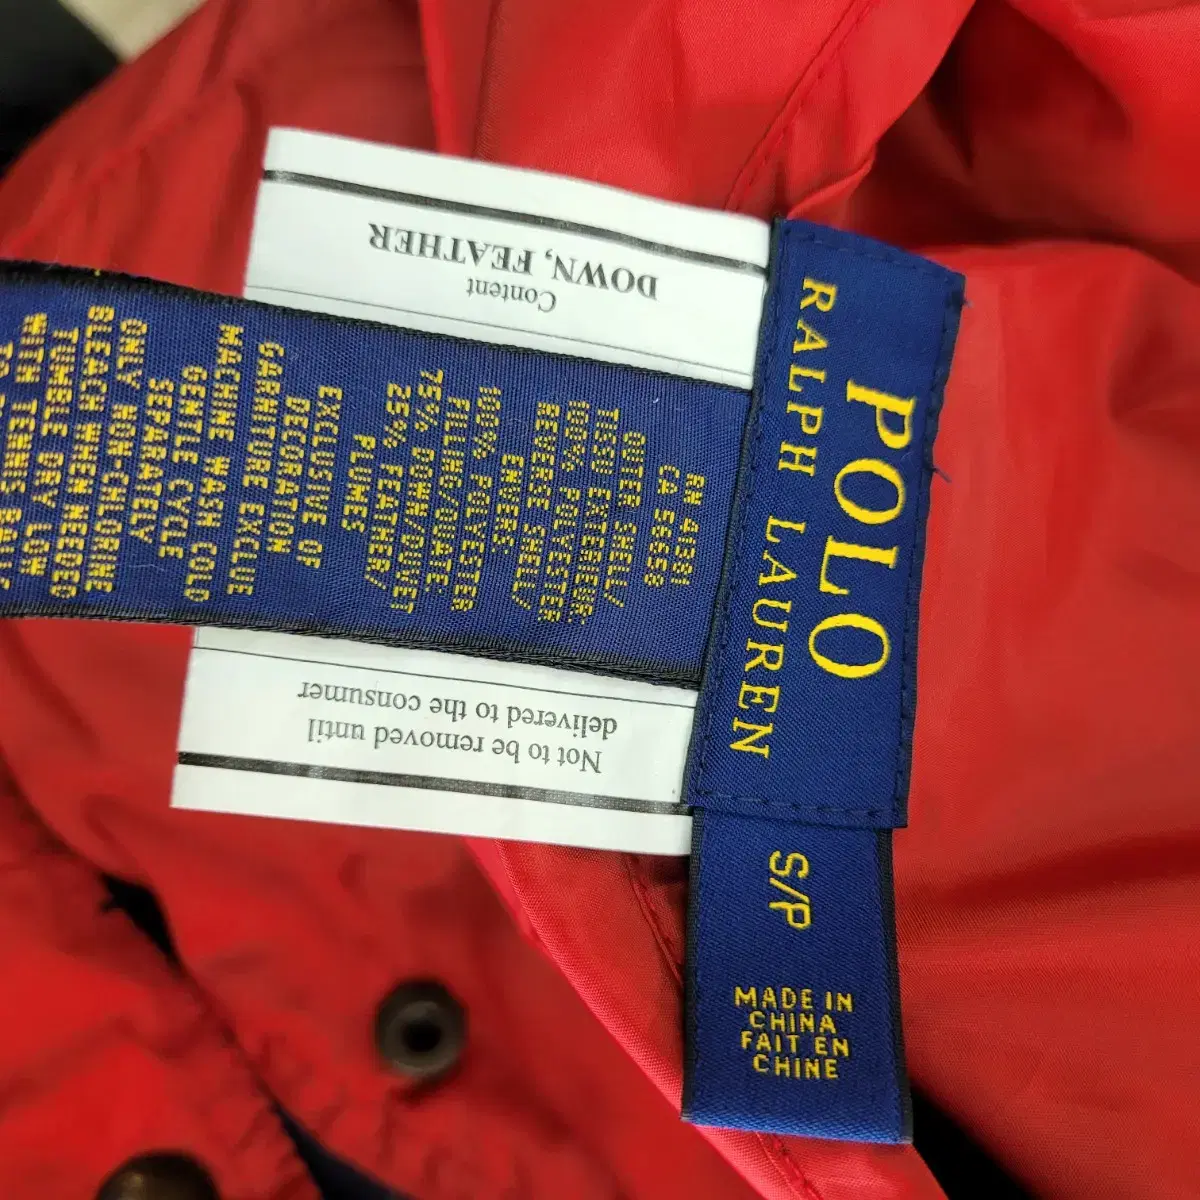 POLO
RALPH LAUREN
S/P
MADE IN
CHINA
FAIT EN
CHINE
RN 41381
CA 56658
OUTER SHELL/
TISSU EXTERIEUR:
100% POLYESTER
REVERSE SHELL/
ENVERS:
100% POLYESTER
FILLING/OUATE:
75% DOWN/DUVET
25% FEATHER/
PLUMES
EXCLUSIVE OF
DECORATION
GARNITURE EXCLUE
MACHINE WASH COLD
GENTLE CYCLE
SEPARATELY
ONLY NON-CHLORINE
BLEACH WHEN NEEDED
TUMBLE DRY LOW
WITH TENNIS BALLS
Content
DOWN, FEATHER
Not to be removed until
delivered to the consumer